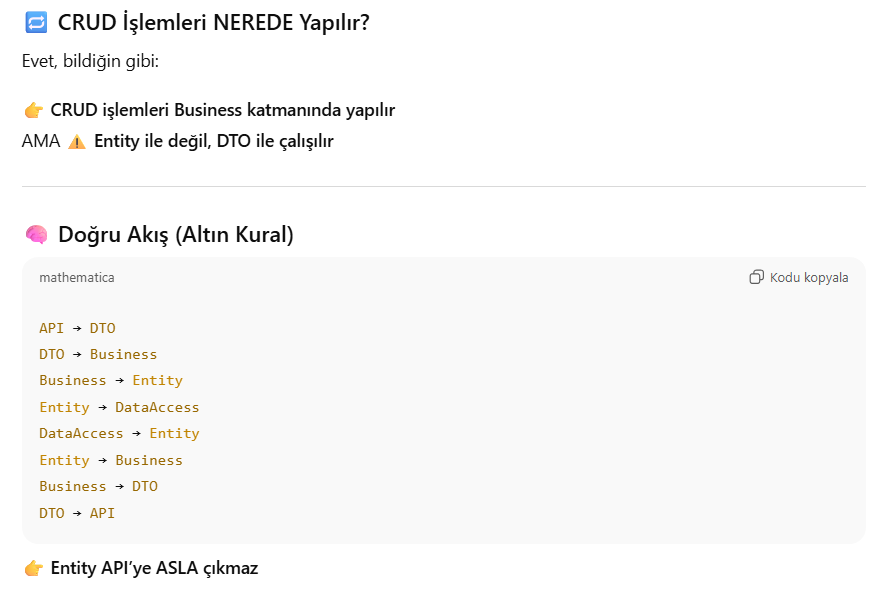 🔁 CRUD İşlemleri NEREDE Yapılır?
Evet, bildiğin gibi:
👉 CRUD işlemleri Business katmanında yapılır
AMA ⚠️ Entity ile değil, DTO ile çalışılır
🧠 Doğru Akış (Altın Kural)
mathematica Kodu kopyala
API → DTO
DTO → Business
Business → Entity
Entity → DataAccess
DataAccess → Entity
Entity → Business
Business → DTO
DTO → API
👉 Entity API’ye ASLA çıkmaz